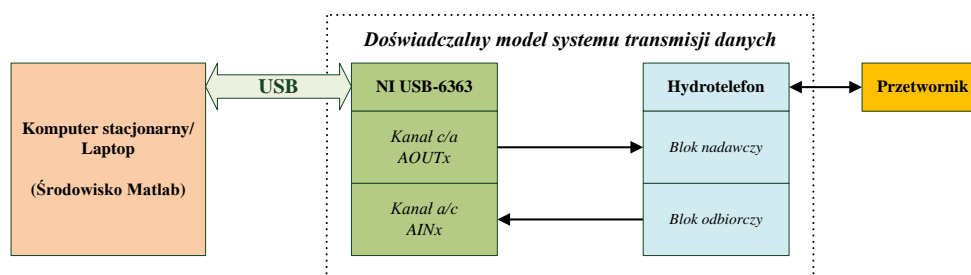 Doświadczalny model systemu transmisji danych
Komputer stacjonarny/
Laptop
(Środowisko Matlab)
USB
NI USB-6363
Kanał c/a
AOUTx
Kanał a/c
AINx
Hydrotelefon
Blok nadawczy
Blok odbiorczy
Przetwornik